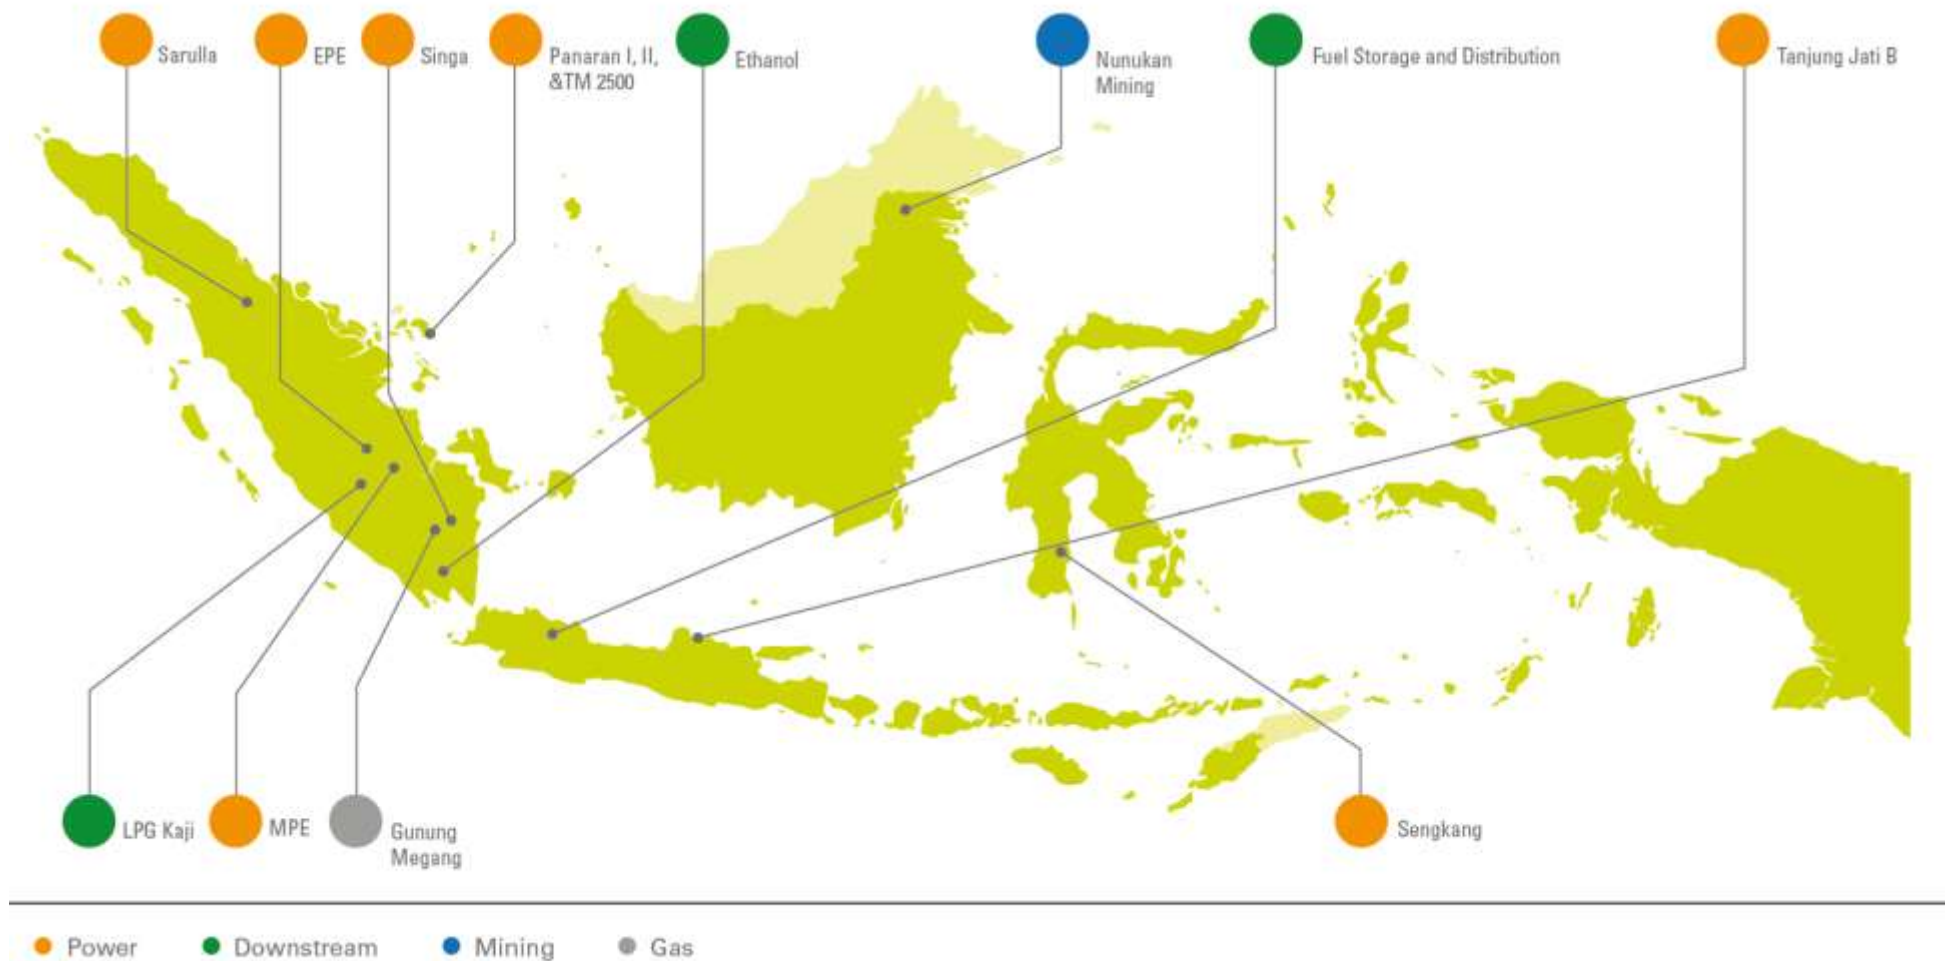 Sarulla
EPE
Singa
Panaran I, II,
&TM 2500
Ethanol
Nunukan
Mining
Fuel Storage and Distribution
Tanjung Jati B
LPG Kaji
MPE
Gunung
Megang
Sengkang
Power
Downstream
Mining
Gas